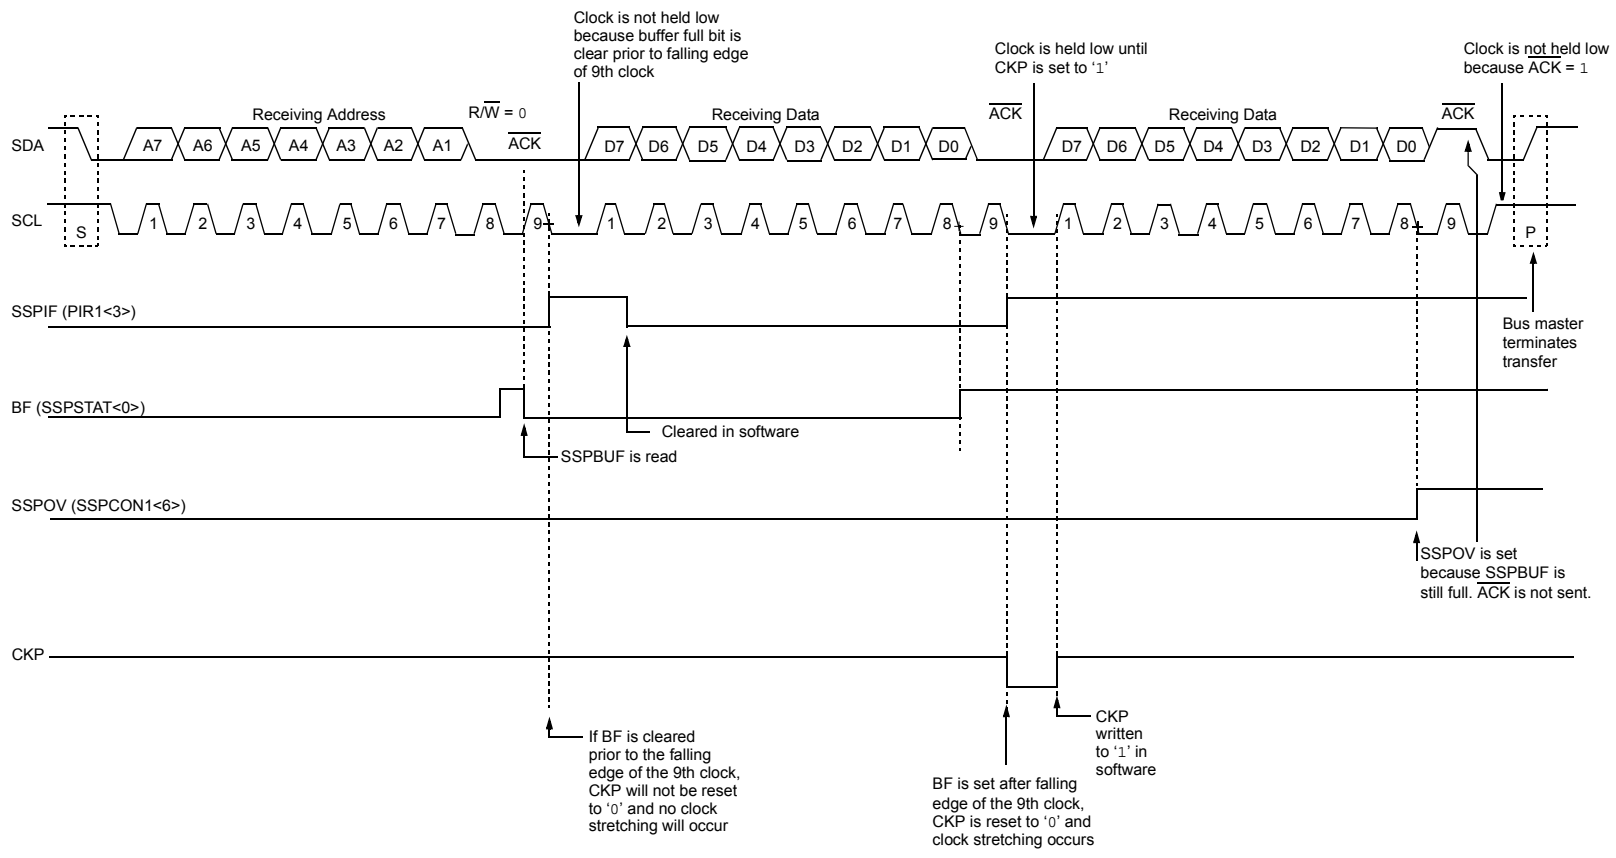 Clock is not held low
because buffer full bit is
clear prior to falling edge
of 9th clock
Clock is held low until
CKP is set to ‘1’
Clock is not held low
because ACK = 1
Receiving Address
R/W = 0
ACK
Receiving Data
ACK
Receiving Data
ACK
SDA
A7 A6 A5 A4 A3 A2 A1
D7 D6 D5 D4 D3 D2 D1 D0
D7 D6 D5 D4 D3 D2 D1 D0
SCL
S
1 2 3 4 5 6 7 8 9
1 2 3 4 5 6 7 8 9
1 2 3 4 5 6 7 8 9
P
SSPIF (PIR1<3>)
Bus master
terminates
transfer
BF (SSPSTAT<0>)
Cleared in software
SSPBUF is read
SSPOV (SSPCON1<6>)
SSPOV is set
because SSPBUF is
still full. ACK is not sent.
CKP
If BF is cleared
prior to the falling
edge of the 9th clock,
CKP will not be reset
to ‘0’ and no clock
stretching will occur
BF is set after falling
edge of the 9th clock,
CKP is reset to ‘0’ and
clock stretching occurs
CKP
written
to ‘1’ in
software